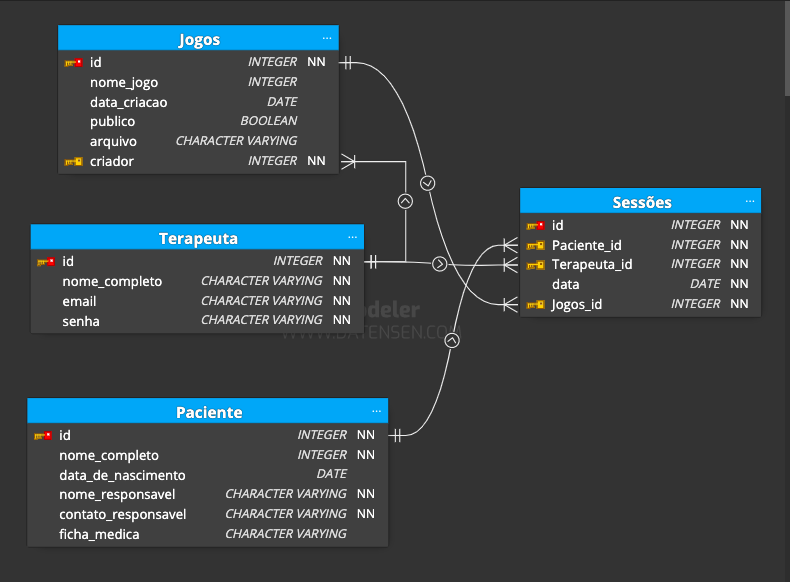 Jogos ...
id INTEGER NN
nome_jogo INTEGER
data_criacao DATE
publico BOOLEAN
arquivo CHARACTER VARYING
criador INTEGER NN
Terapeuta ...
id INTEGER NN
nome_completo CHARACTER VARYING NN
email CHARACTER VARYING NN
senha CHARACTER VARYING NN
Sessões ...
id INTEGER NN
Paciente_id INTEGER NN
Terapeuta_id INTEGER NN
data DATE NN
Jogos_id INTEGER NN
WWW.DATENSEN.COM
Paciente ...
id INTEGER NN
nome_completo INTEGER NN
data_de_nascimento DATE
nome_responsavel CHARACTER VARYING NN
contato_responsavel CHARACTER VARYING NN
ficha_medica CHARACTER VARYING